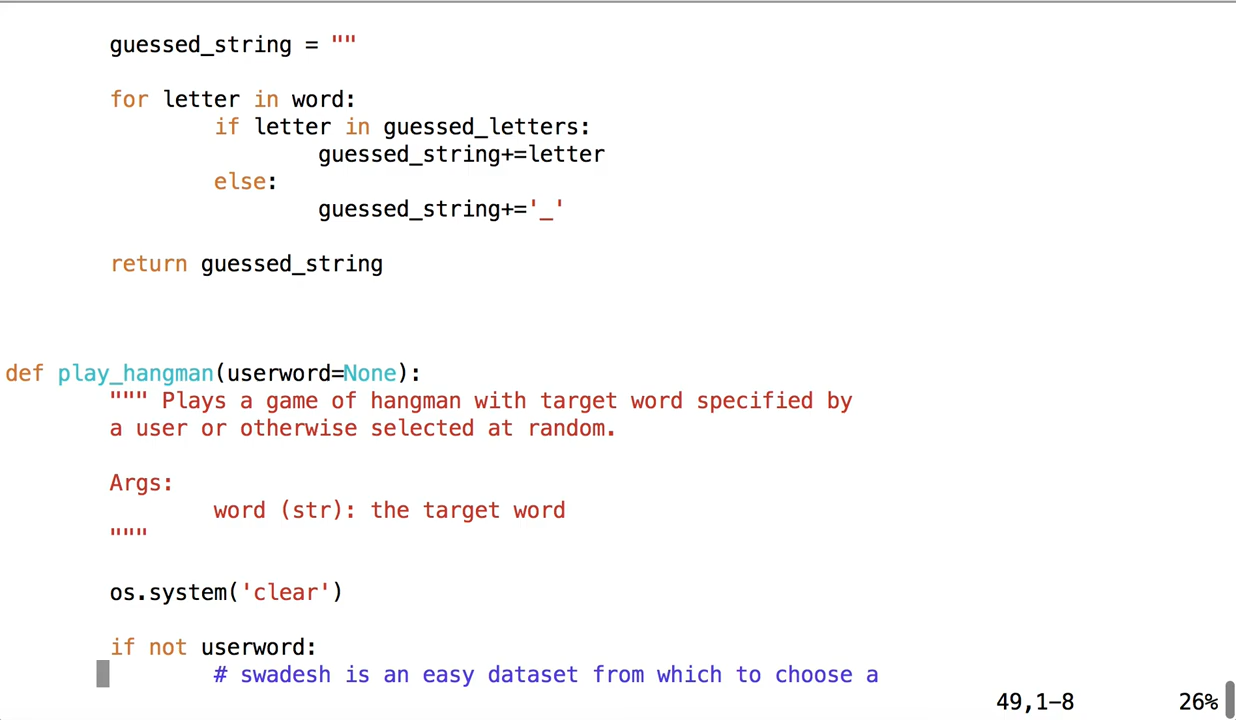 guessed_string = ""
for letter in word:
if letter in guessed_letters:
guessed_string+=letter
else:
guessed_string+='_'
return guessed_string
def play_hangman(userword=None):
""" Plays a game of hangman with target word specified by
a user or otherwise selected at random.
Args:
word (str): the target word
"""
os.system('clear')
if not userword:
# swadesh is an easy dataset from which to choose a
49,1-8 26%